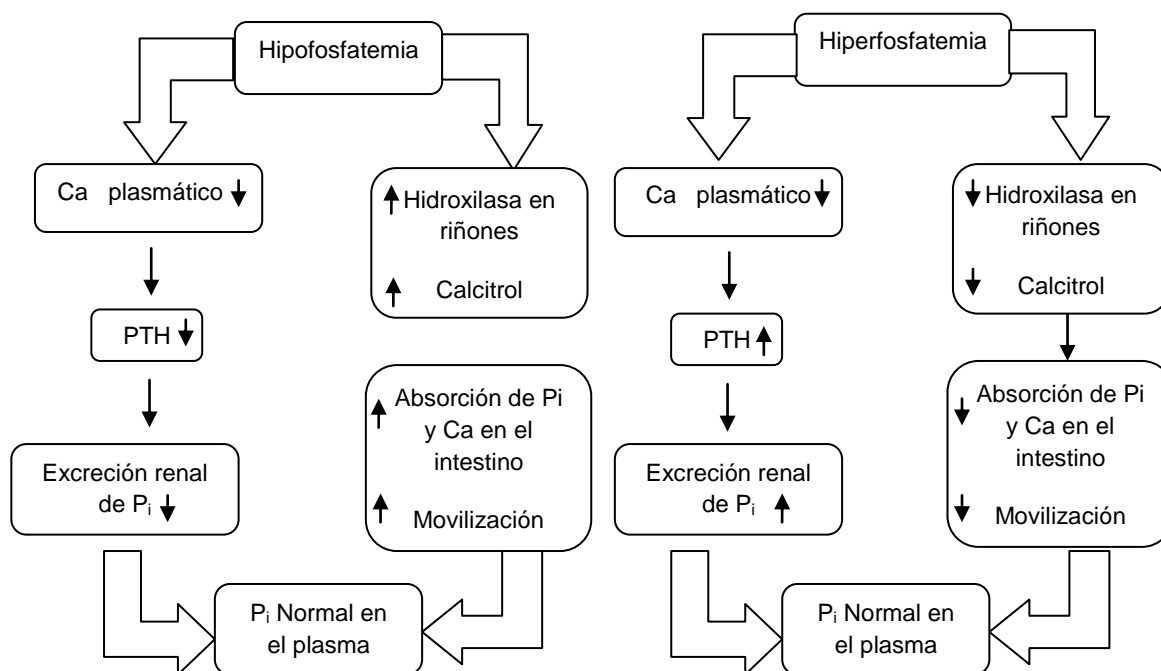 Hipofosfatemia
Ca plasmático
PTH
Excreción renal
de Pi
Hidroxilasa en
riñones
Calcitrol
Absorción de Pi
y Ca en el
intestino
Movilización
Pi Normal en
el plasma
Hiperfosfatemia
Ca plasmático
PTH
Excreción renal
de Pi
Hidroxilasa en
riñones
Calcitrol
Absorción de Pi
y Ca en el
intestino
Movilización
Pi Normal en
el plasma